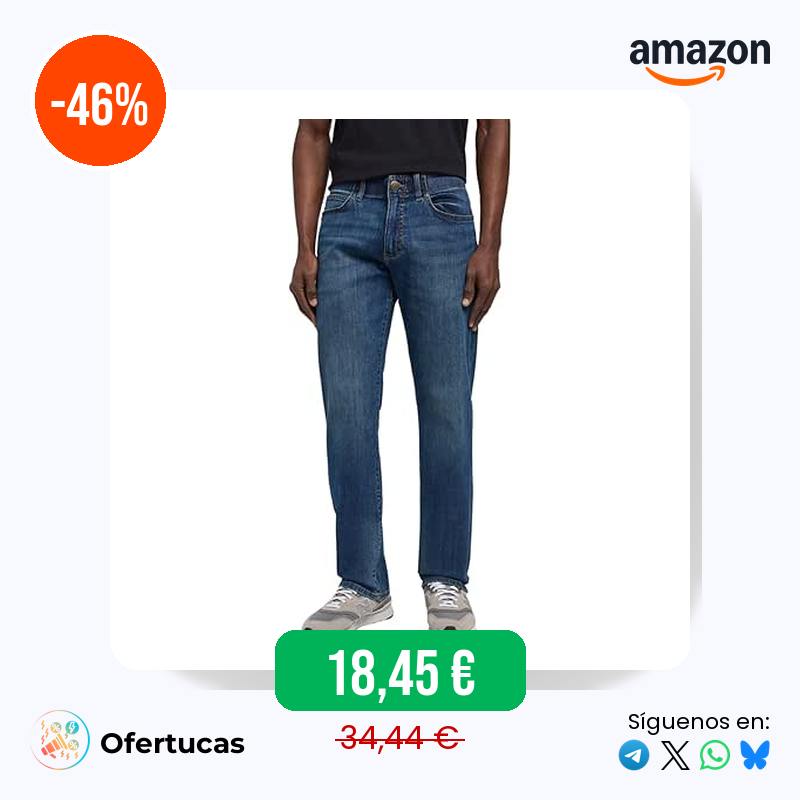 amazon
-46%
18,45 €
34,44 €
Ofertucas
Síguenos en: